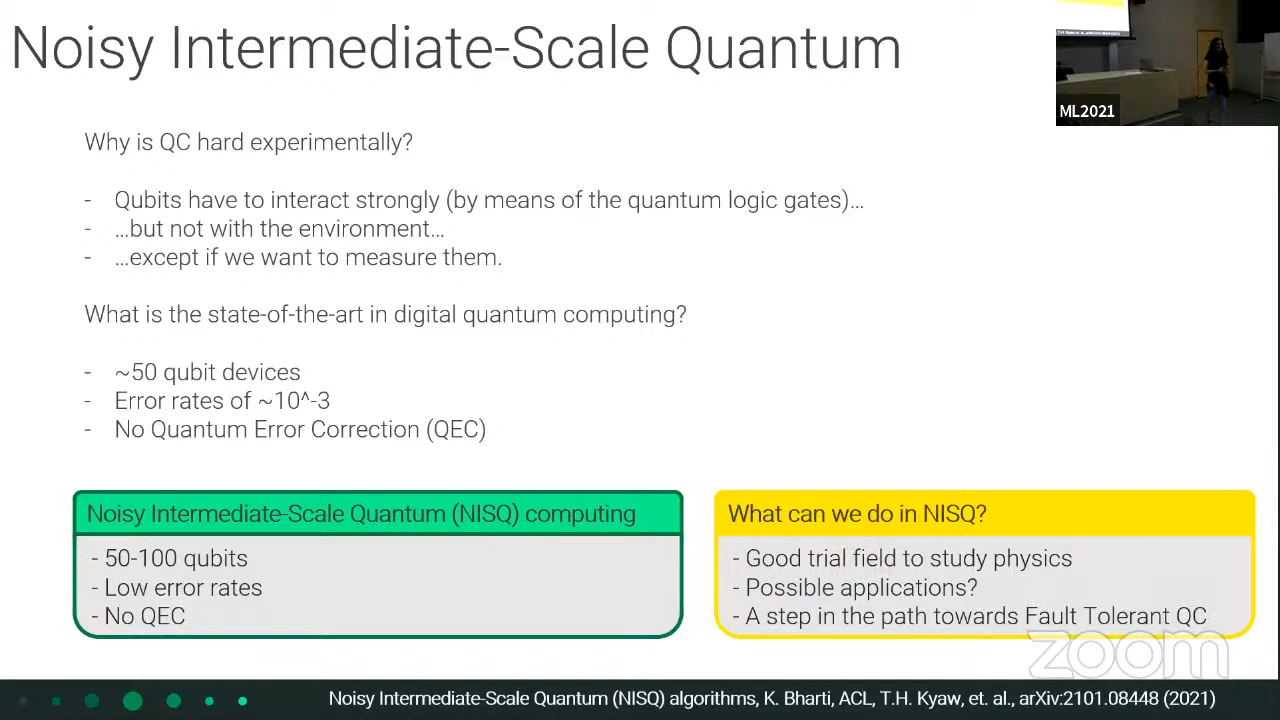 Noisy Intermediate-Scale Quantum
ML2021
Why is QC hard experimentally?
- Qubits have to interact strongly (by means of the quantum logic gates)…
- …but not with the environment…
- …except if we want to measure them.
What is the state-of-the-art in digital quantum computing?
- ~50 qubit devices
- Error rates of ~10^-3
- No Quantum Error Correction (QEC)
Noisy Intermediate-Scale Quantum (NISQ) computing
- 50-100 qubits
- Low error rates
- No QEC
What can we do in NISQ?
- Good trial field to study physics
- Possible applications?
- A step in the path towards Fault Tolerant QC
zoom
Noisy Intermediate-Scale Quantum (NISQ) algorithms, K. Bharti, ACL, T.H. Kyaw, et. al., arXiv:2101.08448 (2021)